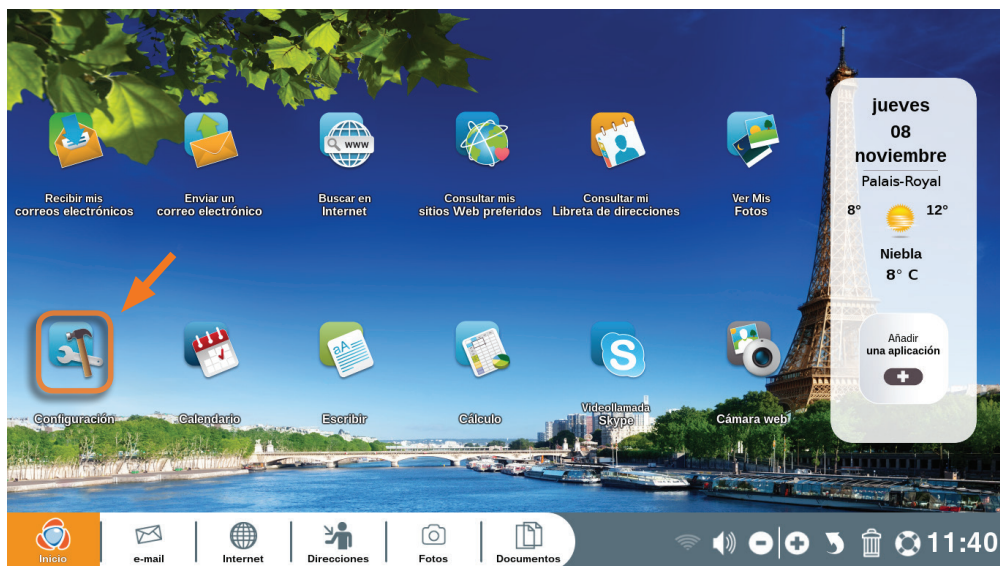 Recibir mis
correos electrónicos
Enviar un
correo electrónico
www
Buscar en
Internet
Consultar mis
sitios Web preferidos
Consultar mi
Libreta de direcciones
Ver Mis
Fotos
jueves
08
noviembre
Palais-Royal
8°
12°
Niebla
8° C
Añadir
una aplicación
Configuración
Calendario
aA
Escribir
Cálculo
S
Videollamada
Skype
Cámara web
Inicio
e-mail
Internet
Direcciones
Fotos
Documentos
11:40